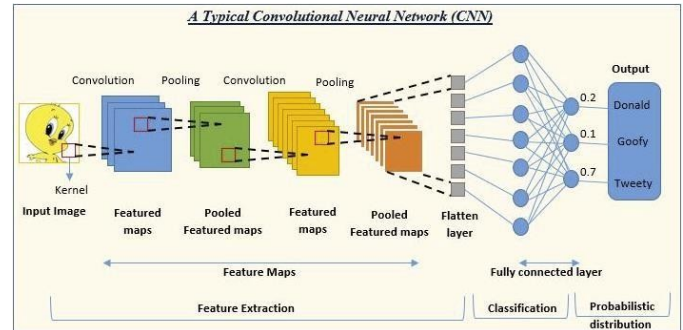 A Typical Convolutional Neural Network (CNN)
Convolution
Pooling
Convolution
Pooling
Output
0.2
Donald
0.1
Goofy
0.7
Tweety
Kernel
Input Image
Featured
maps
Pooled
Featured maps
Featured
maps
Pooled
Featured maps
Flatten
layer
Feature Maps
Fully connected layer
Feature Extraction
Classification
Probabilistic
distribution